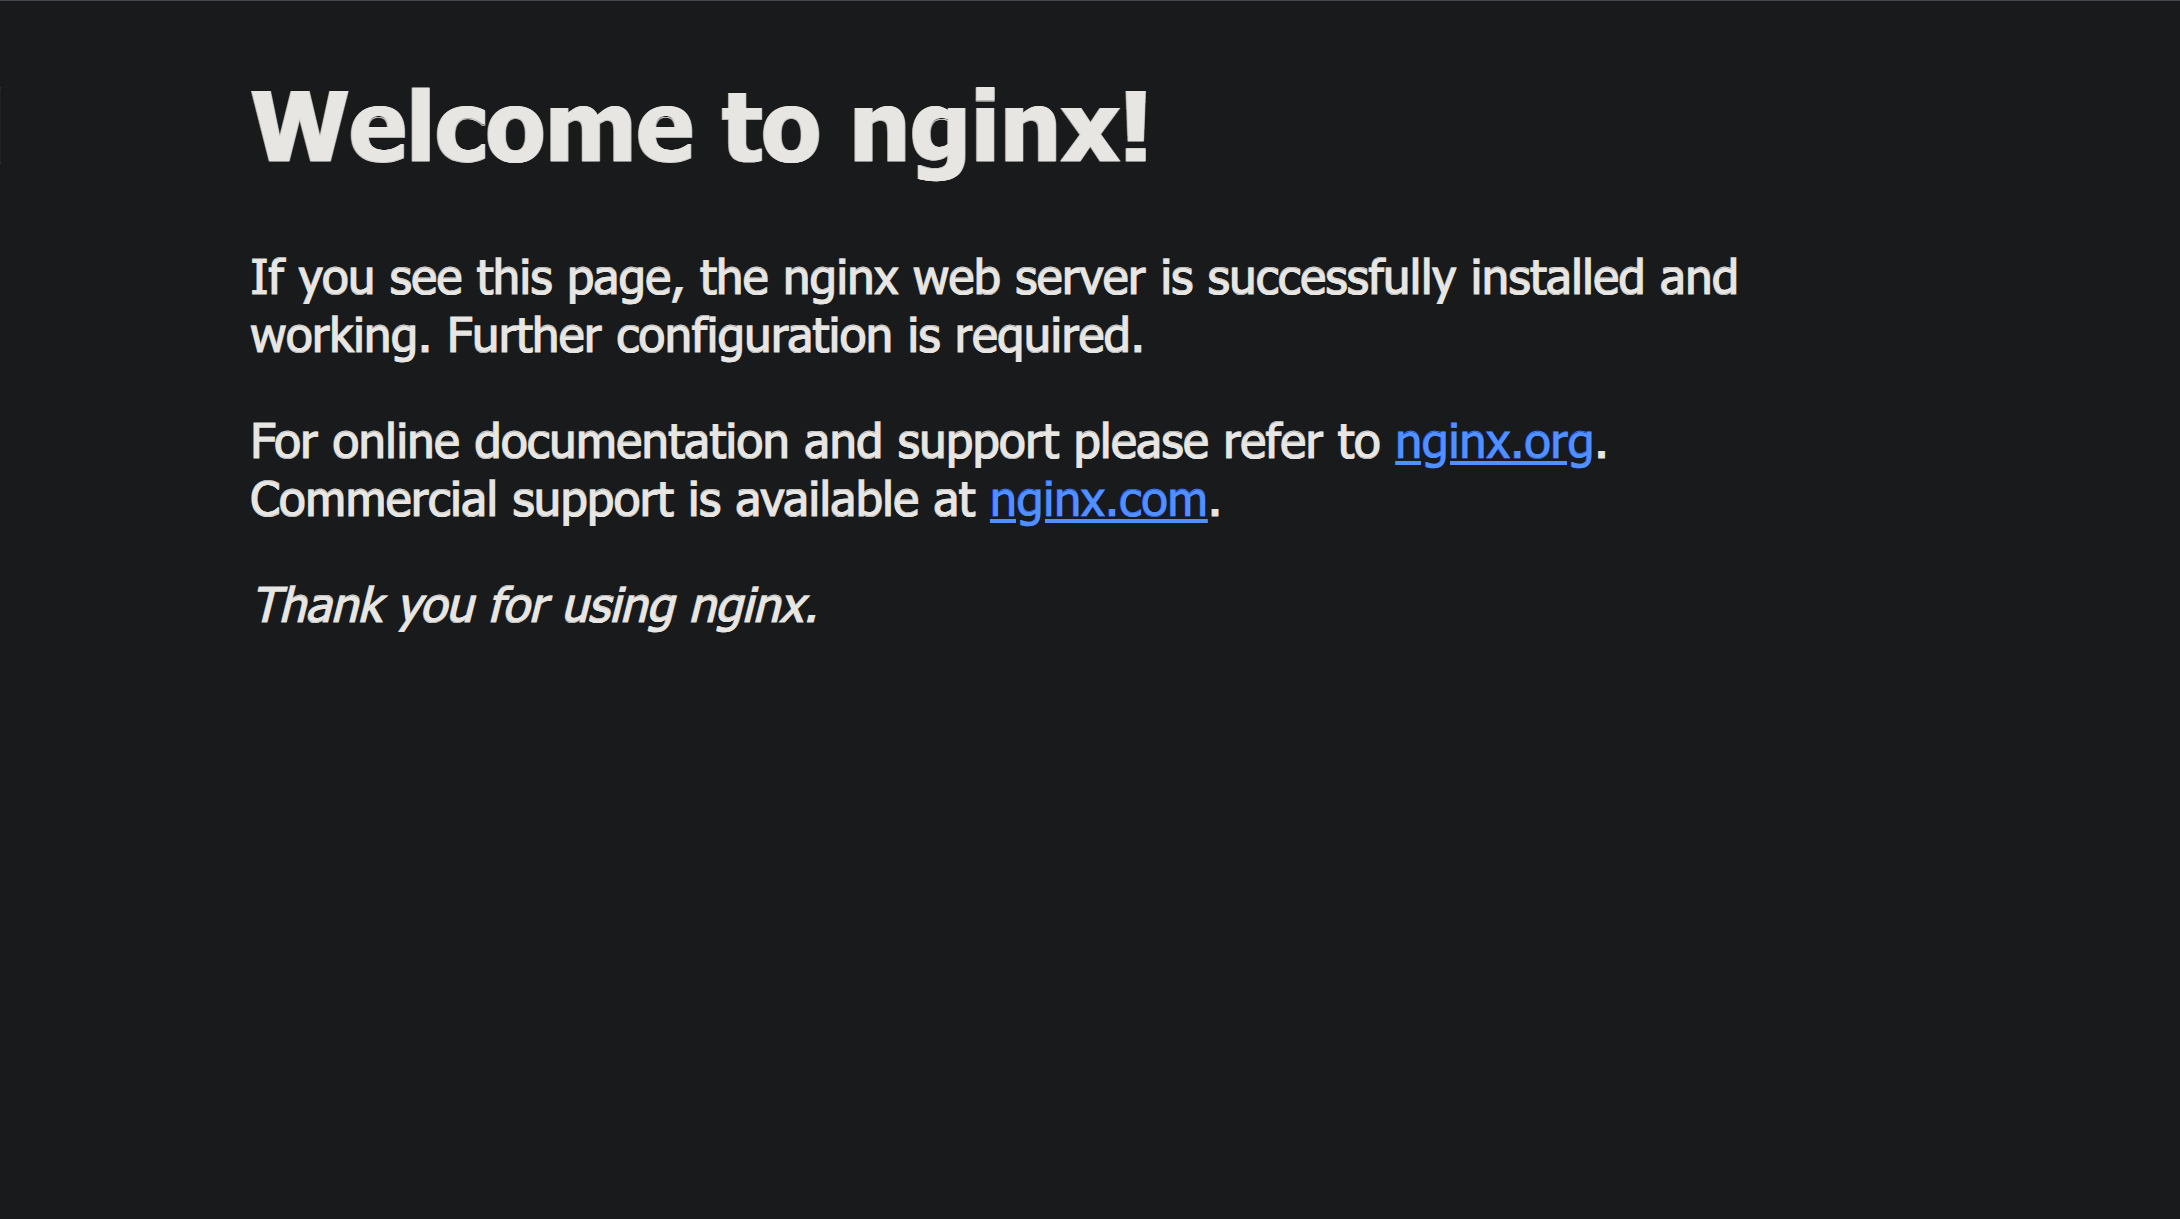 Welcome to nginx!
If you see this page, the nginx web server is successfully installed and
working. Further configuration is required.
For online documentation and support please refer to nginx.org.
Commercial support is available at nginx.com.
Thank you for using nginx.